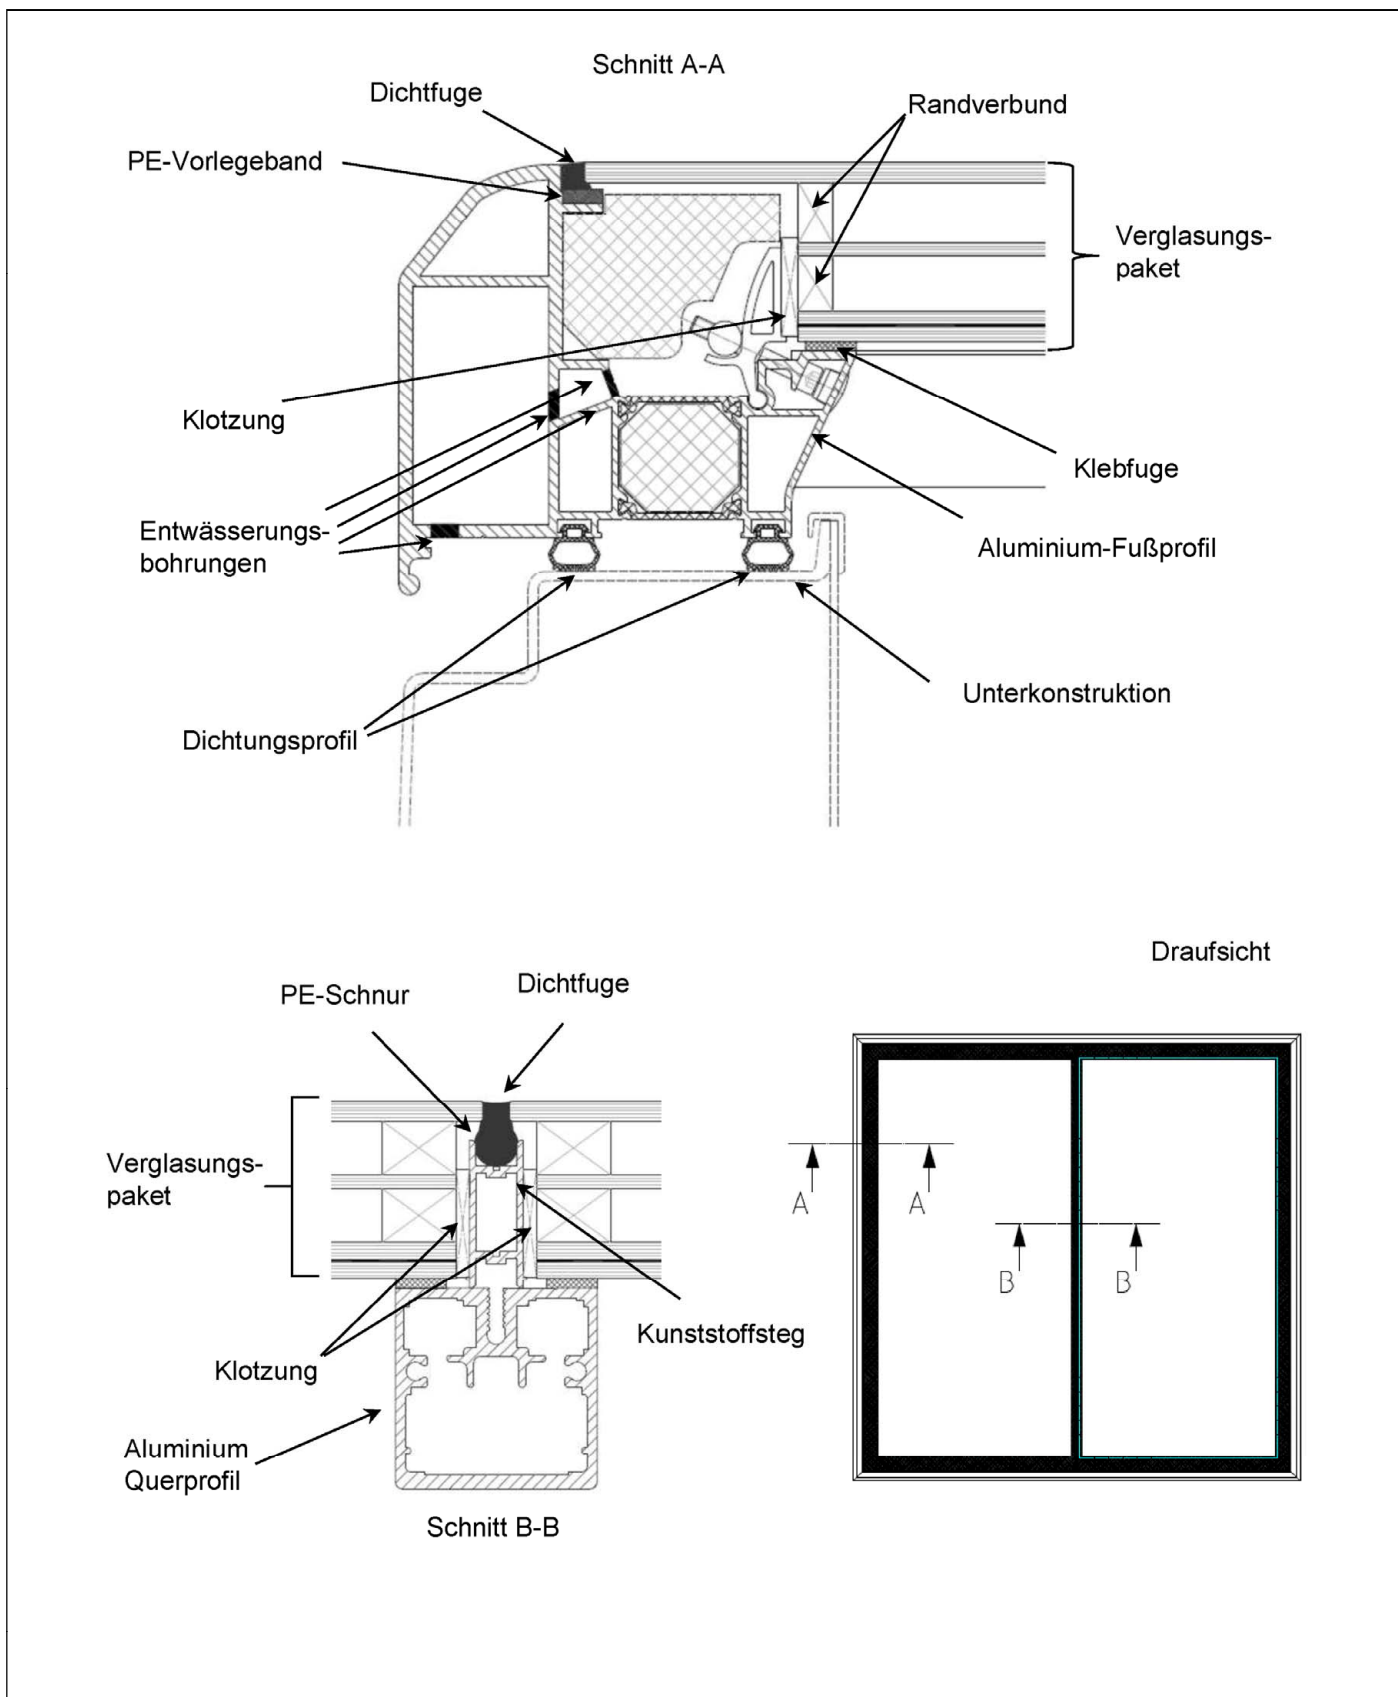 Schnitt A-A
Dichtfuge
Randverbund
PE-Vorlegeband
Verglasungs-
paket
Klotzung
Klebfuge
Entwässerungs-
bohrungen
Aluminium-Fußprofil
Unterkonstruktion
Dichtungsprofil
Draufsicht
PE-Schnur
Dichtfuge
Verglasungs-
paket
A
A
B
B
Kunststoffsteg
Klotzung
Aluminium
Querprofil
Schnitt B-B